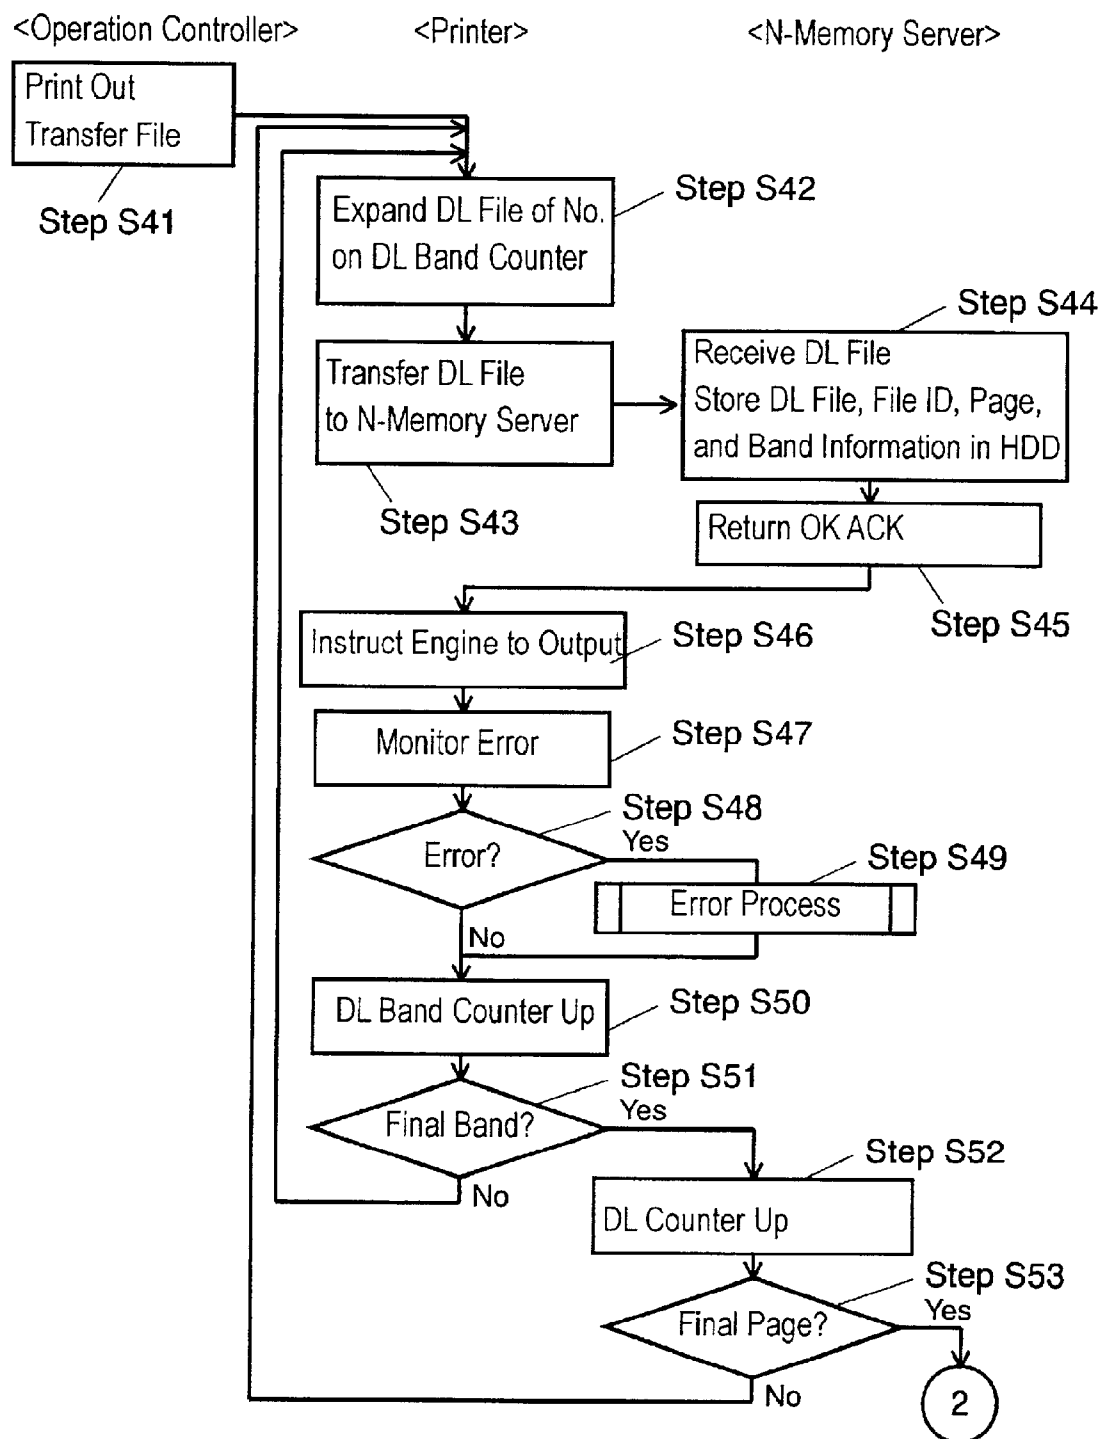 <Operation Controller>
<Printer>
<N-Memory Server>
Print Out
Transfer File
Step S41
Step S42
Expand DL File of No.
on DL Band Counter
Step S44
Transfer DL File
to N-Memory Server
Receive DL File
Store DL File, File ID, Page,
and Band Information in HDD
Step S43
Return OK ACK
Step S45
Instruct Engine to Output
Step S46
Monitor Error
Step S47
Step S48
Error?
Yes
Step S49
Error Process
No
DL Band Counter Up
Step S50
Step S51
Final Band?
Yes
Step S52
No
DL Counter Up
Step S53
Final Page?
Yes
No
2